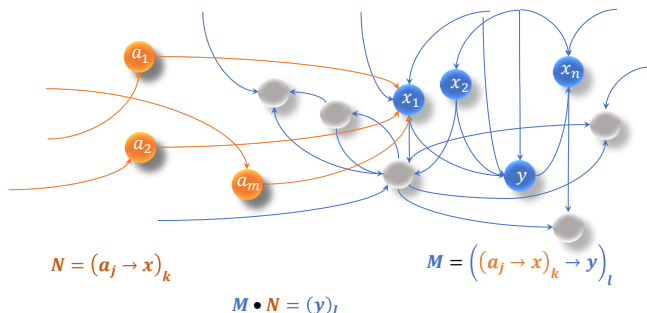 a₁
x₁
x₂
xₙ
a₂
aₘ
y
N = (aⱼ → x)ₖ
M = ((aⱼ → x)ₖ → y)ₗ
M • N = (y)ₗ